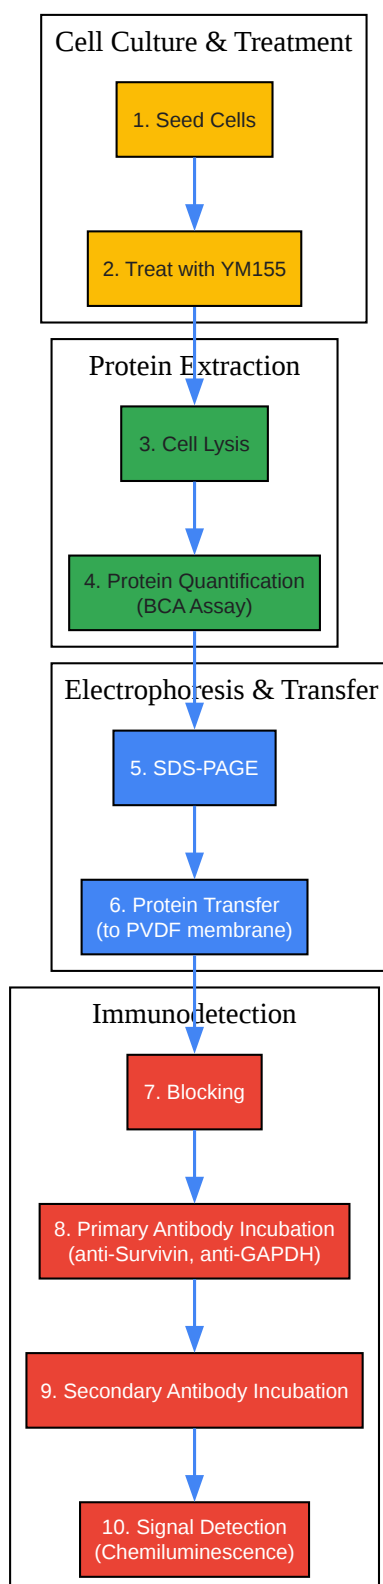 Cell Culture & Treatment
1. Seed Cells
2. Treat with YM155
Protein Extraction
3. Cell Lysis
4. Protein Quantification
(BCA Assay)
Electrophoresis & Transfer
5. SDS-PAGE
6. Protein Transfer
(to PVDF membrane)
Immunodetection
7. Blocking
8. Primary Antibody Incubation
(anti-Survivin, anti-GAPDH)
9. Secondary Antibody Incubation
10. Signal Detection
(Chemiluminescence)